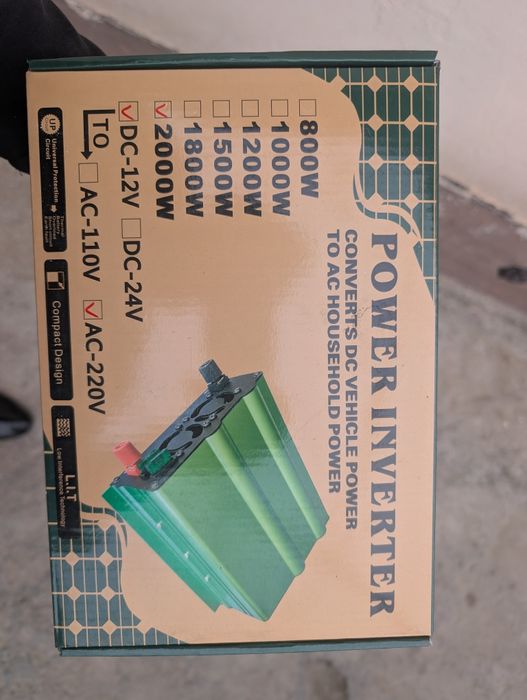 POWER INVERTER
CONVERTS DC VEHICLE POWER
TO AC HOUSEHOLD POWER
800W
1000W
1200W
1500W
1800W
2000W
DC-12V DC-24V
TO AC-110V AC-220V
UP Universal Protection
Circuit
Compact Design
L.I.T
Low Interference Technology